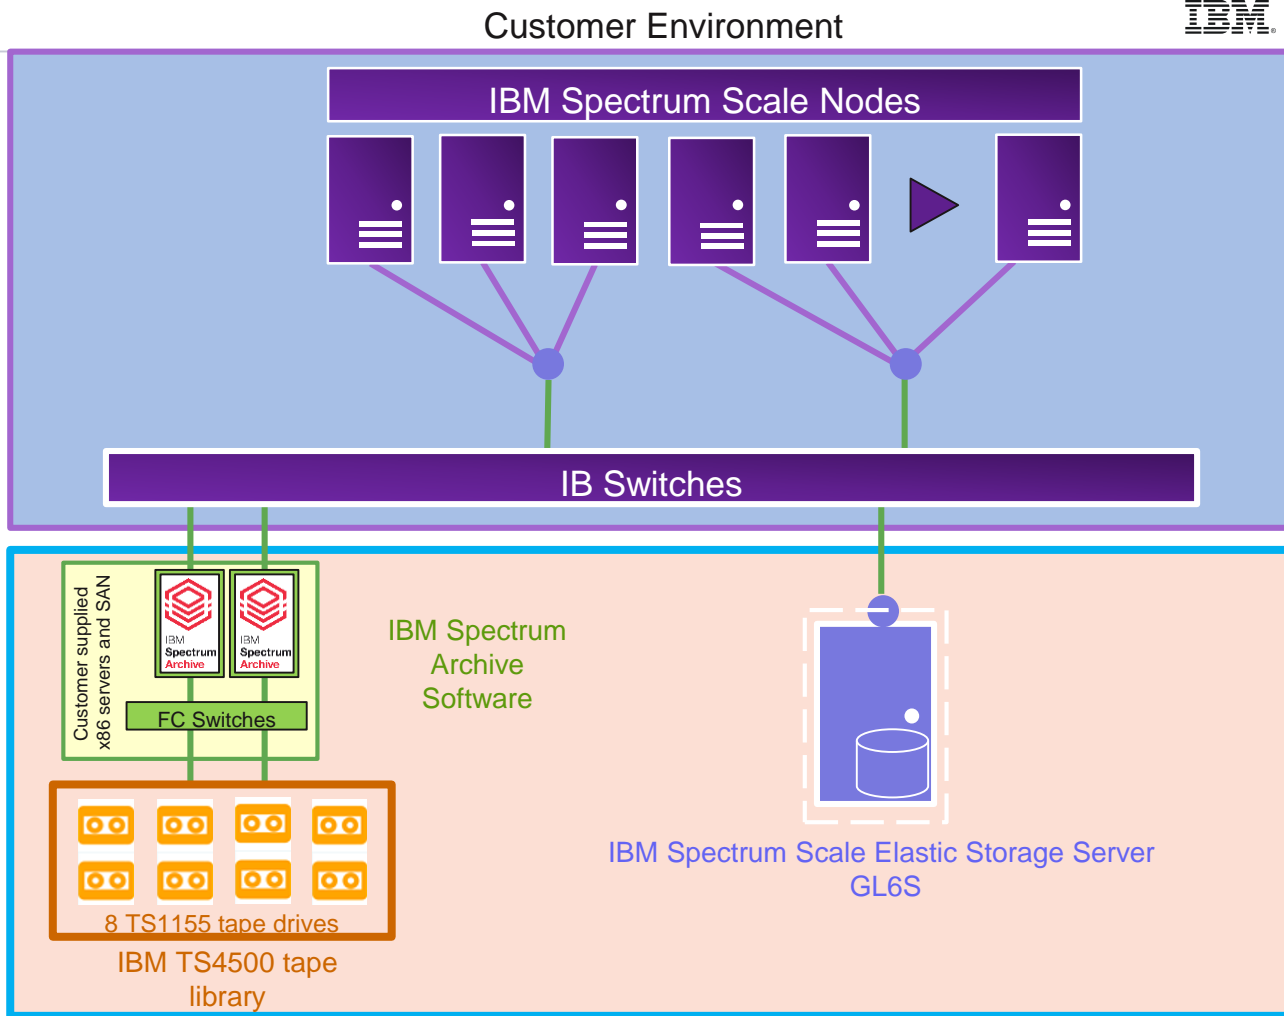 Customer Environment
IBM®
IBM Spectrum Scale Nodes
IB Switches
Customer supplied
x86 servers and SAN
IBM
Spectrum
Archive
IBM
Spectrum
Archive
FC Switches
IBM Spectrum
Archive
Software
8 TS1155 tape drives
IBM TS4500 tape
library
IBM Spectrum Scale Elastic Storage Server
GL6S